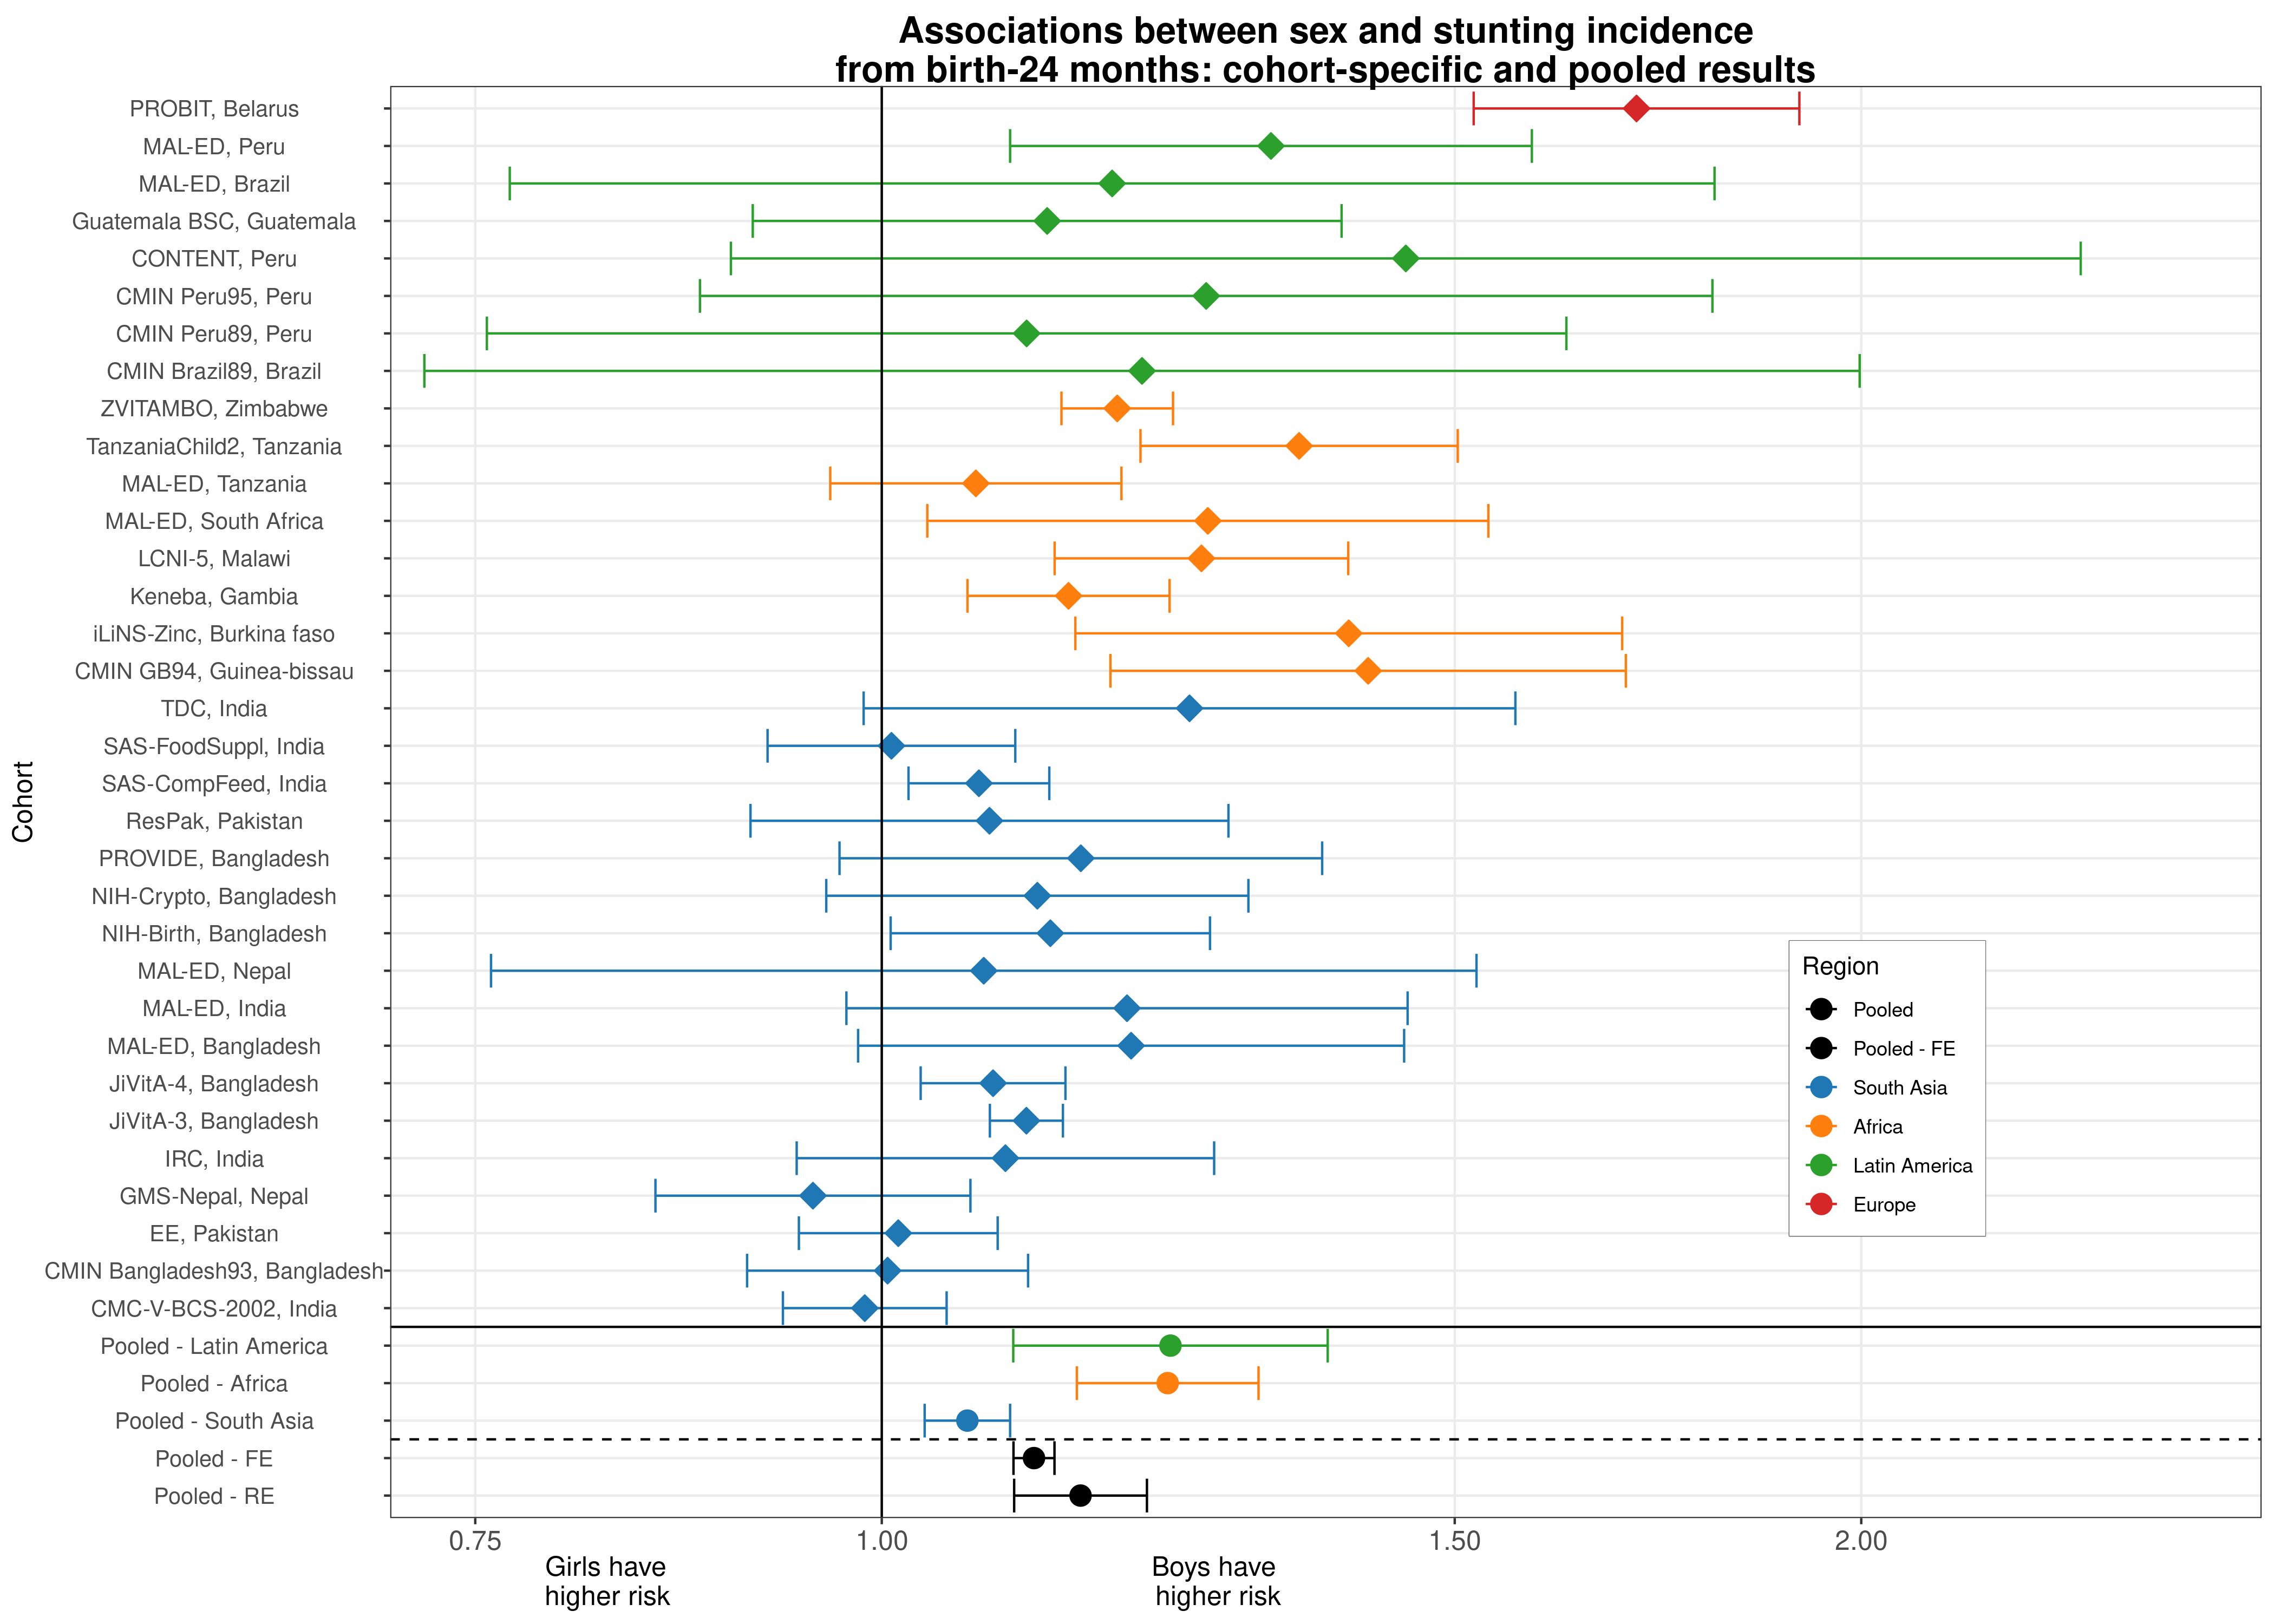 Associations between sex and stunting incidence
from birth-24 months: cohort-specific and pooled results
Cohort
PROBIT, Belarus
MAL-ED, Peru
MAL-ED, Brazil
Guatemala BSC, Guatemala
CONTENT, Peru
CMIN Peru95, Peru
CMIN Peru89, Peru
CMIN Brazil89, Brazil
ZVITAMBO, Zimbabwe
TanzaniaChild2, Tanzania
MAL-ED, Tanzania
MAL-ED, South Africa
LCNI-5, Malawi
Keneba, Gambia
iLiNS-Zinc, Burkina faso
CMIN GB94, Guinea-bissau
TDC, India
SAS-FoodSuppl, India
SAS-CompFeed, India
ResPak, Pakistan
PROVIDE, Bangladesh
NIH-Crypto, Bangladesh
NIH-Birth, Bangladesh
MAL-ED, Nepal
MAL-ED, India
MAL-ED, Bangladesh
JiVitA-4, Bangladesh
JiVitA-3, Bangladesh
IRC, India
GMS-Nepal, Nepal
EE, Pakistan
CMIN Bangladesh93, Bangladesh
CMC-V-BCS-2002, India
Pooled - Latin America
Pooled - Africa
Pooled - South Asia
Pooled - FE
Pooled - RE
Region
Pooled
Pooled - FE
South Asia
Africa
Latin America
Europe
0.75 1.00 1.50 2.00
Girls have
higher risk
Boys have
higher risk